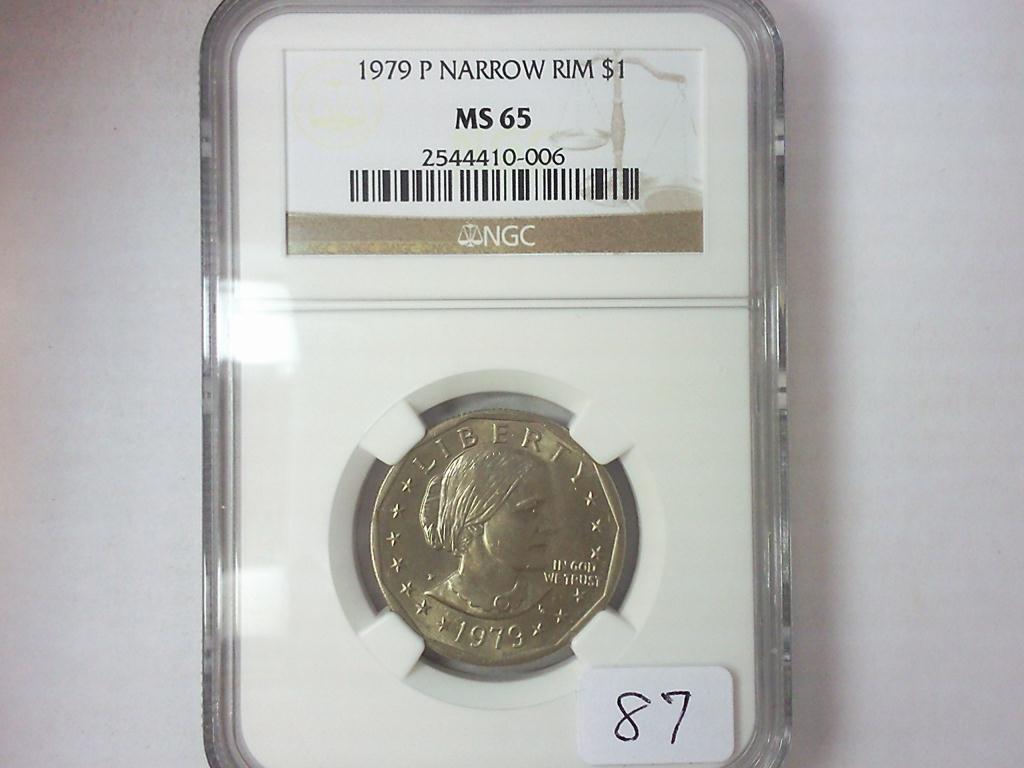 1979 P NARROW RIM $1
MS 65
2544410-006
NGC
LIBERTY
IN GOD
WE TRUST
1979
87